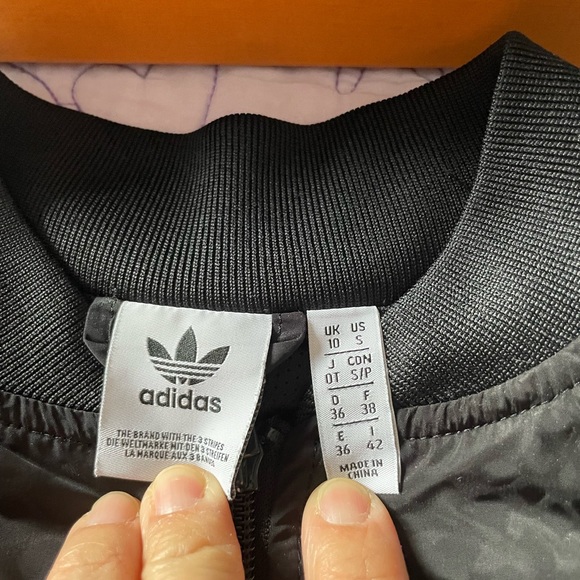 adidas
THE BRAND WITH THE 3 STRIPES
DIE WELTMARKE MIT DEN 3 STREIFEN
LA MARQUE AUX 3 BANDES
UK US
10 S
J CDN
OT S/P
D F
36 38
E I
36 42
MADE IN
CHINA